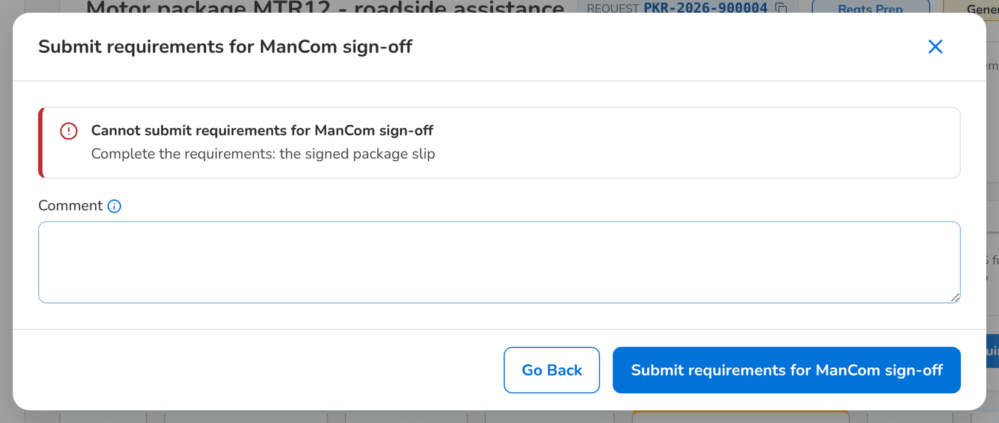 Motor package MTR12 - roadside assistance REQUEST PKR-2026-900004 Reqts Prep Gener
Submit requirements for ManCom sign-off
Cannot submit requirements for ManCom sign-off
Complete the requirements: the signed package slip
Comment
Go Back
Submit requirements for ManCom sign-off